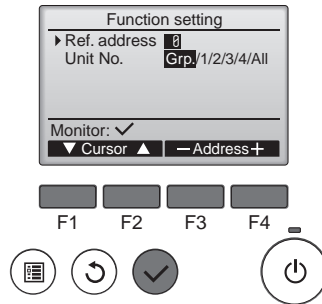 Function setting
Ref. address 0
Unit No. Grp./1/2/3/4/All
Monitor: ✓
▼ Cursor ▲ −Address+
F1 F2 F3 F4